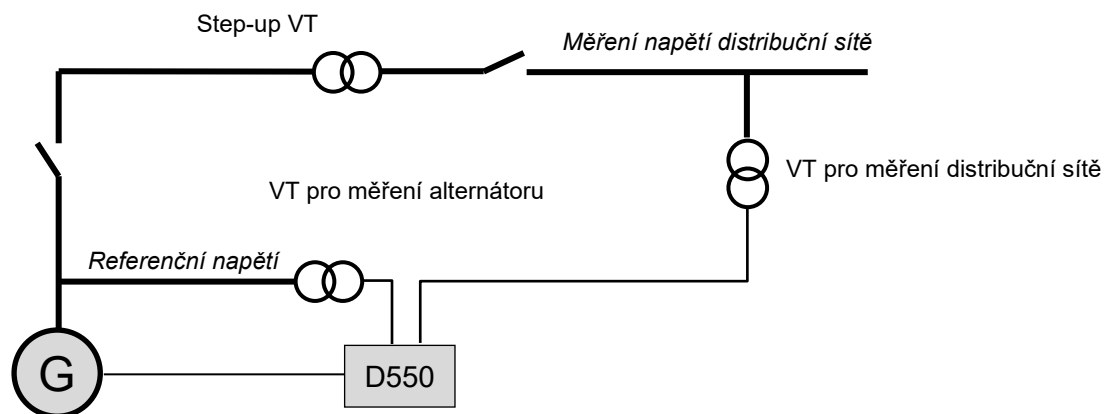 Step-up VT
Měření napětí distribuční sítě
VT pro měření distribuční sítě
VT pro měření alternátoru
Referenční napětí
G
D550